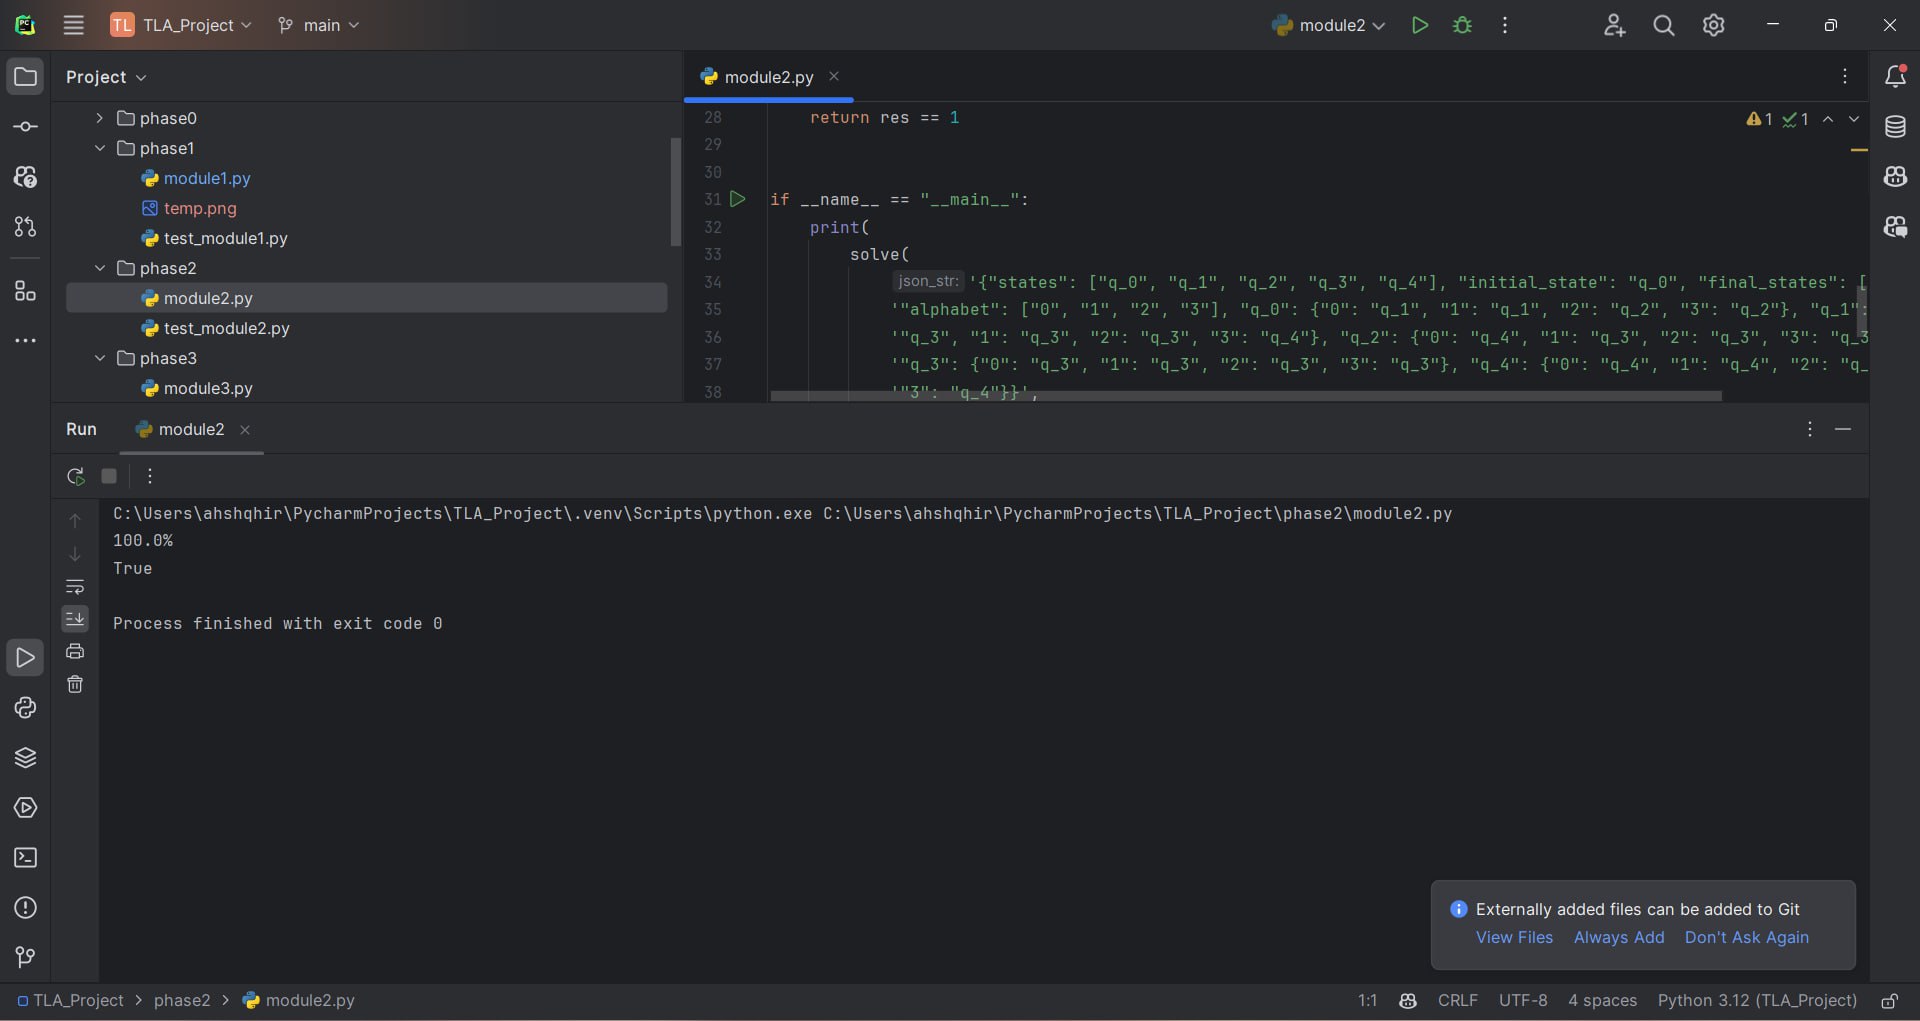 TL TLA_Project main module2
Project
phase0
phase1
module1.py
temp.png
test_module1.py
phase2
module2.py
test_module2.py
phase3
module3.py
module2.py
28 return res == 1
1 1
29
30
31 if __name__ == "__main__":
32 print(
33 solve(
34 json_str: '{"states": ["q_0", "q_1", "q_2", "q_3", "q_4"], "initial_state": "q_0", "final_states": [
35 '"alphabet": ["0", "1", "2", "3"], "q_0": {"0": "q_1", "1": "q_1", "2": "q_2", "3": "q_2"}, "q_1":
36 '"q_3", "1": "q_3", "2": "q_3", "3": "q_4"}, "q_2": {"0": "q_4", "1": "q_3", "2": "q_3", "3": "q_3
37 '"q_3": {"0": "q_3", "1": "q_3", "2": "q_3", "3": "q_3"}, "q_4": {"0": "q_4", "1": "q_4", "2": "q_
38 '"3": "q_4"}}',
Run module2
C:\Users\ahshqhir\PycharmProjects\TLA_Project\.venv\Scripts\python.exe C:\Users\ahshqhir\PycharmProjects\TLA_Project\phase2\module2.py
100.0%
True
Process finished with exit code 0
Externally added files can be added to Git
View Files Always Add Don't Ask Again
TLA_Project > phase2 > module2.py
1:1 CRLF UTF-8 4 spaces Python 3.12 (TLA_Project)